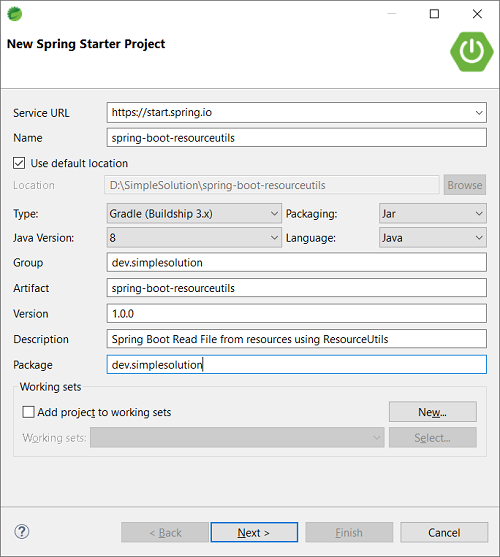 New Spring Starter Project
Service URL https://start.spring.io
Name spring-boot-resourceutils
Use default location
Location D:\SimpleSolution\spring-boot-resourceutils Browse
Type: Gradle (Buildship 3.x) Packaging: Jar
Java Version: 8 Language: Java
Group dev.simplesolution
Artifact spring-boot-resourceutils
Version 1.0.0
Description Spring Boot Read File from resources using ResourceUtils
Package dev.simplesolution
Working sets
Add project to working sets New...
Working sets: Select...
? < Back Next > Finish Cancel